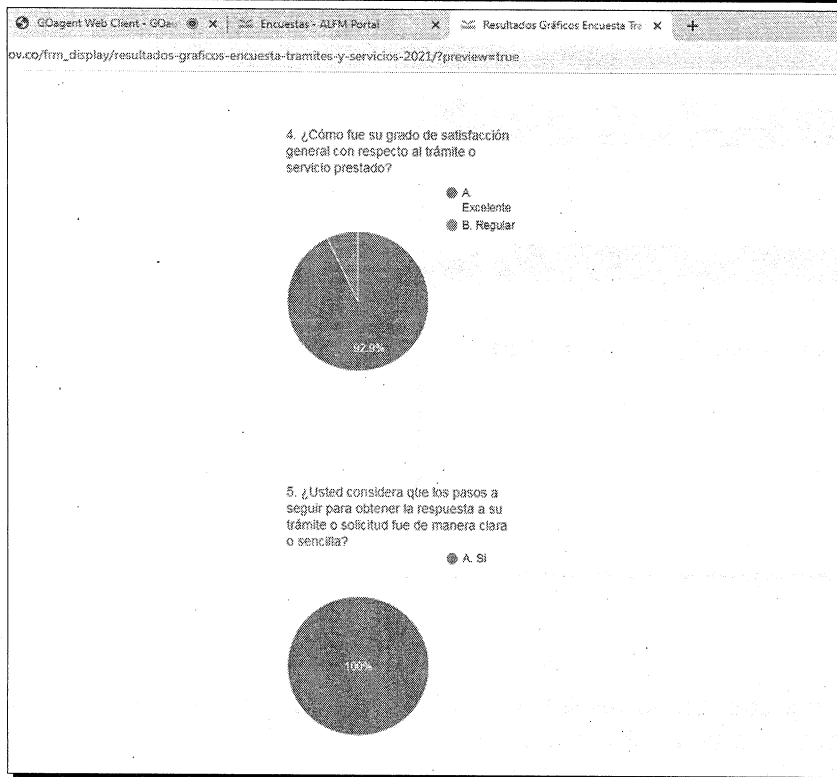 GOagent Web Client - GOa
Encuestas - ALFM Portal
Resultados Gráficos Encuesta Tra
ov.co/frm_display/resultados-graficos-encuesta-tramites-y-servicios-2021/?preview=true
4. ¿Cómo fue su grado de satisfacción
general con respecto al trámite o
servicio prestado?
A.
Excelente
B. Regular
92.9%
5. ¿Usted considera que los pasos a
seguir para obtener la respuesta a su
trámite o solicitud fue de manera clara
o sencilla?
A. Si
100%